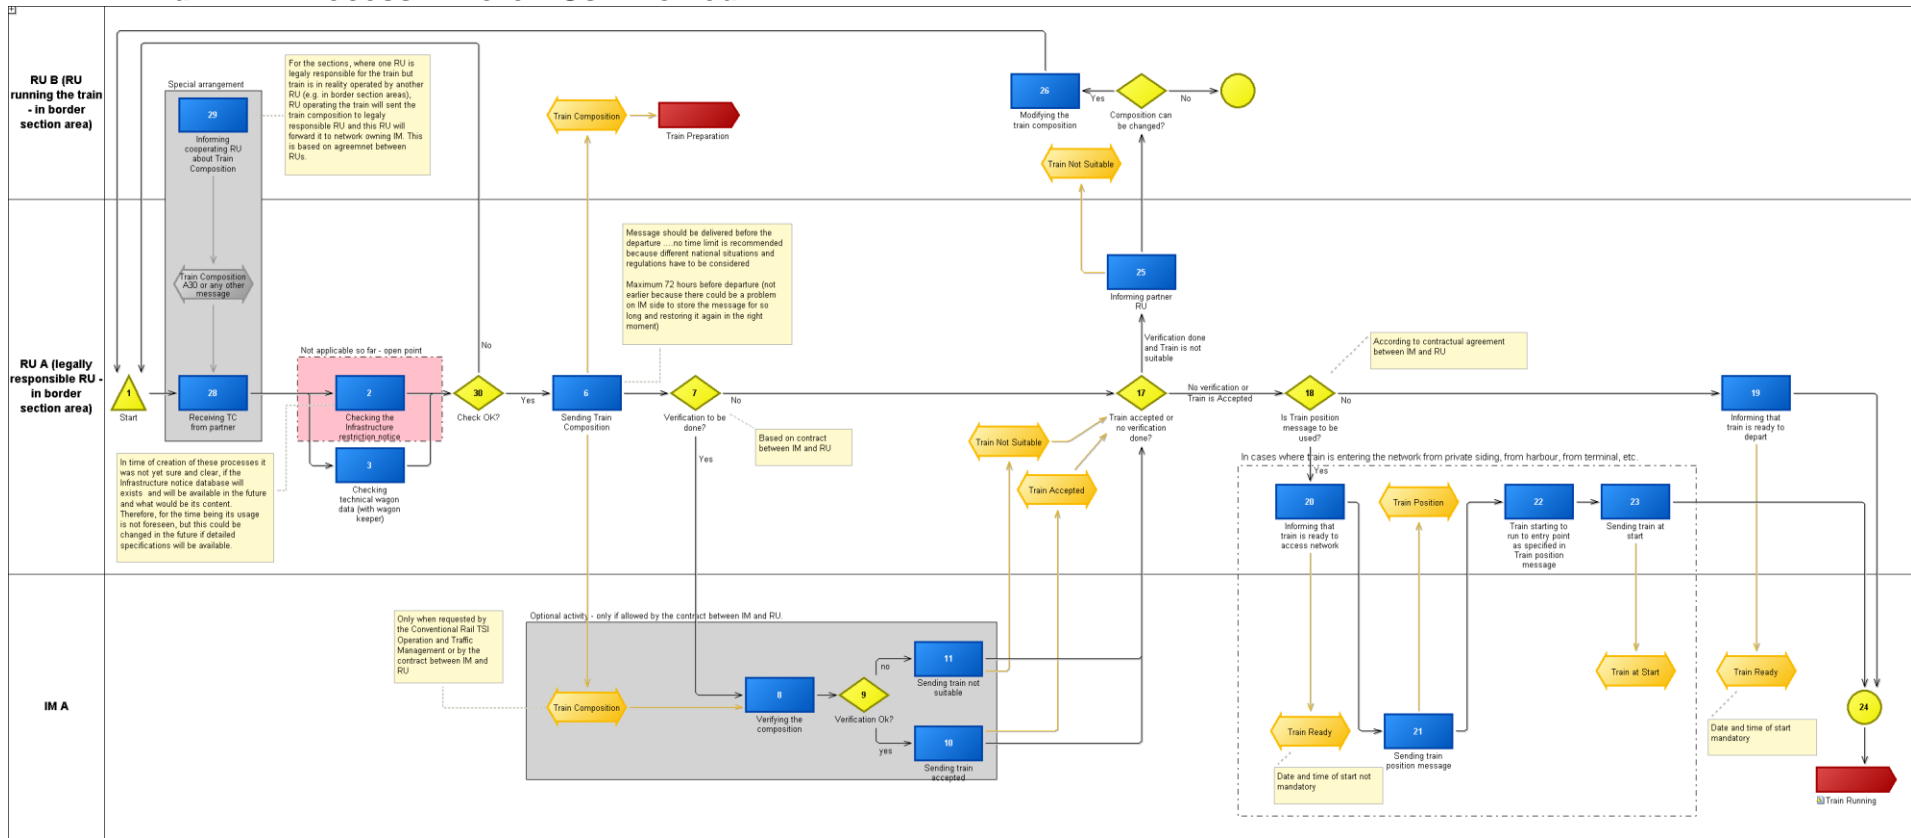 RU B (RU
running the train
- in border
section area)
Special arrangement
29
Informing
cooperating RU
about Train
Composition
For the sections, where one RU is
legaly responsible for the train but
train is in reality operated by another
RU (e.g. in border section areas),
RU operating the train will sent the
train composition to legaly
responsible RU and this RU will
forward it to network owning IM. This
is based on agreemnet between
RUs.
Train Composition
Train Preparation
26
Modifying the
train composition
Yes
Composition can
be changed?
No
Train Not Suitable
RU A (legally
responsible RU -
in border
section area)
Train Composition
A30 or any other
message
Message should be delivered before the
departure ....no time limit is recommended
because different national situations and
regulations have to be considered
Maximum 72 hours before departure (not
earlier because there could be a problem
on IM side to store the message for so
long and restoring it again in the right
moment)
25
Informing partner
RU
Verification done
and Train is not
suitable
According to contractual agreement
between IM and RU
1
Start
28
Receiving TC
from partner
Not applicable so far - open point
2
Checking the
Infrastructure
restriction notice
3
Checking
technical wagon
data (with wagon
keeper)
No
30
Check OK?
Yes
6
Sending Train
Composition
7
Verification to be
done?
No
Yes
Based on contract
between IM and RU
17
Train accepted or
no verification
done?
No verification or
Train is Accepted
18
Is Train position
message to be
used?
No
Yes
19
Informing that
train is ready to
depart
In time of creation of these processes it
was not yet sure and clear, if the
Infrastructure notice database will
exists  and will be available in the future
and what would be its content.
Therefore, for the time being its usage
is not foreseen, but this could be
changed in the future if detailed
specifications will be available.
Train Not Suitable
Train Accepted
In cases where train is entering the network from private siding, from harbour, from terminal, etc.
20
Informing that
train is ready to
access network
Train Position
22
Train starting to
run to entry point
as specified in
Train position
message
23
Sending train at
start
IM A
Only when requested by
the Conventional Rail TSI
Operation and Traffic
Management or by the
contract between IM and
RU
Optional activity - only if allowed by the contract between IM and RU.
Train Composition
8
Verifying the
composition
9
Verification Ok?
no
yes
11
Sending train not
suitable
10
Sending train
accepted
Train Ready
Date and time of start not
mandatory
21
Sending train
position message
Train at Start
Train Ready
Date and time of start
mandatory
24
Train Running